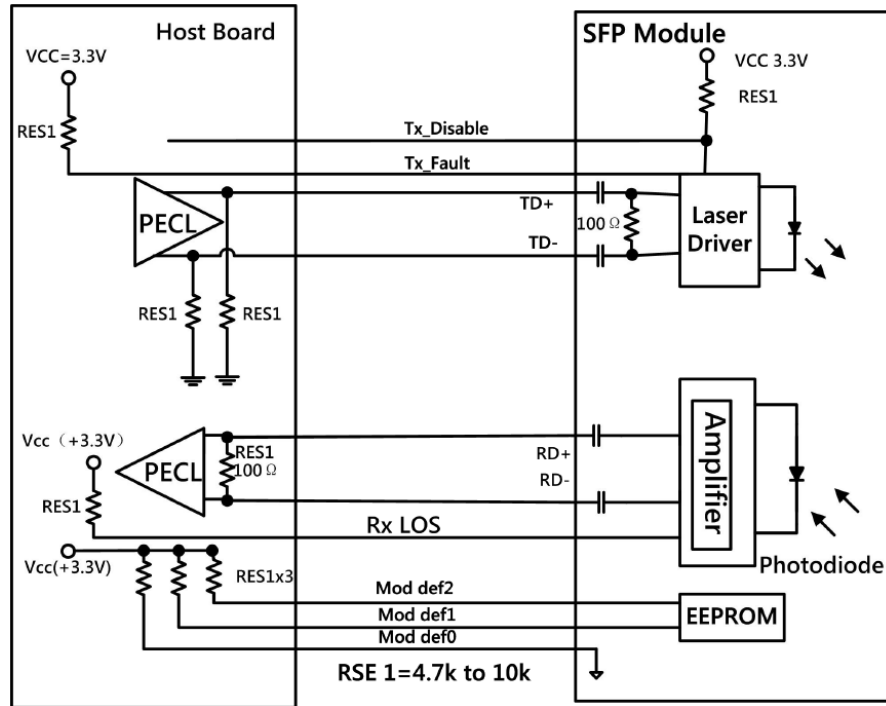 Host Board
SFP Module
VCC=3.3V
VCC 3.3V
RES1
RES1
Tx_Disable
Tx_Fault
PECL
TD+
100Ω
TD-
Laser
Driver
RES1
RES1
Vcc（+3.3V）
PECL
RES1
100Ω
RD+
RD-
Amplifier
RES1
Rx LOS
Vcc(+3.3V)
RES1x3
Photodiode
Mod def2
Mod def1
Mod def0
EEPROM
RSE 1=4.7k to 10k